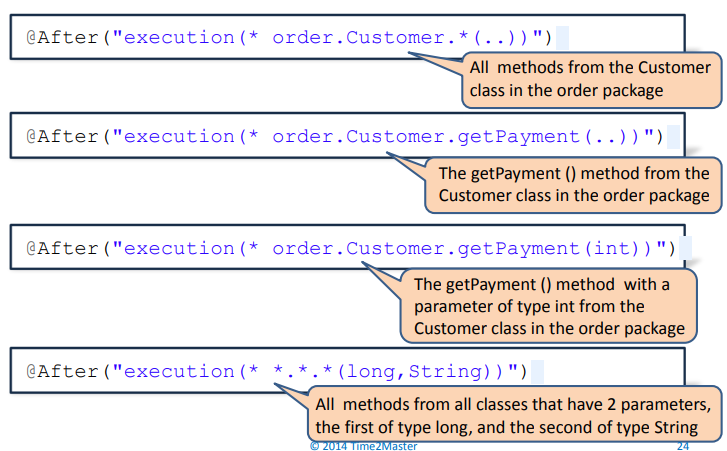 @After("execution(* order.Customer.*(..))")
All methods from the Customer
class in the order package
@After("execution(* order.Customer.getPayment(..))")
The getPayment () method from the
Customer class in the order package
@After("execution(* order.Customer.getPayment(int))")
The getPayment () method with a
parameter of type int from the
Customer class in the order package
@After("execution(* *.*.*(long,String))")
All methods from all classes that have 2 parameters,
the first of type long, and the second of type String
© 2014 Time2Master
24